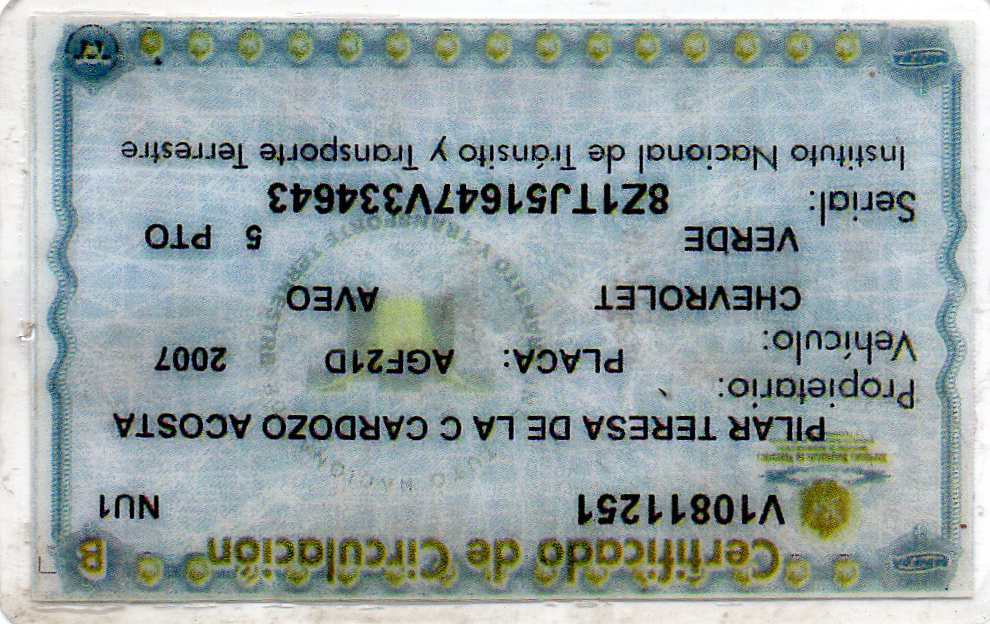 Certificado de Circulación B
V10811251 NU1
PILAR TERESA DE LA C CARDOZO ACOSTA
Propietario:
PLACA: AGF21D 2007
Vehículo:
CHEVROLET AVEO
VERDE 5 PTO
Serial: 8Z1TJ51647V334643
Instituto Nacional de Tránsito y Transporte Terrestre